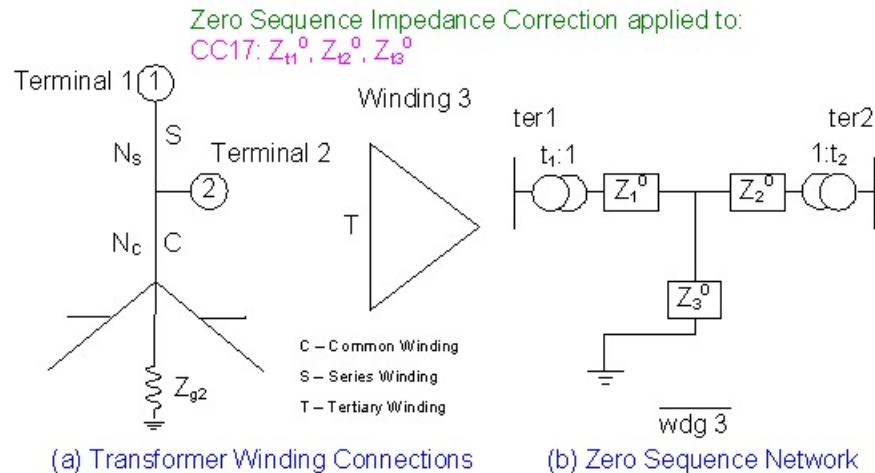 Zero Sequence Impedance Correction applied to:
CC17: Zt1⁰, Zt2⁰, Zt3⁰
Terminal 1
1
S
Ns
Terminal 2
2
Nc
C
Zg2
Winding 3
T
C – Common Winding
S – Series Winding
T – Tertiary Winding
ter1
t1:1
Z1⁰
Z2⁰
1:t2
ter2
Z3⁰
wdg 3
(a) Transformer Winding Connections
(b) Zero Sequence Network